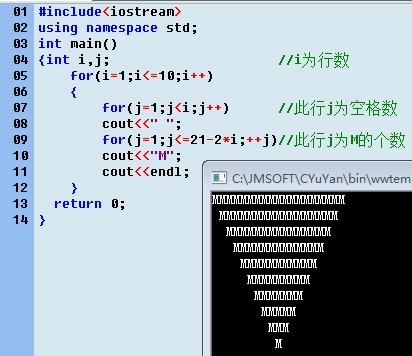 01 #include<iostream>
02 using namespace std;
03 int main()
04 {int i,j;                        //i为行数
05     for(i=1;i<=10;i++)
06     {
07         for(j=1;j<i;j++)       //此行j为空格数
08         cout<<" ";
09         for(j=1;j<=21-2*i;++j)//此行j为M的个数
10         cout<<"M";
11         cout<<endl;
12     }
13   return 0;
14 }
C:\JMSOFT\CYuYan\bin\wwtem
MMMMMMMMMMMMMMMMMMM
 MMMMMMMMMMMMMMMMM
  MMMMMMMMMMMMMMM
   MMMMMMMMMMMMM
    MMMMMMMMMMM
     MMMMMMMMM
      MMMMMMM
       MMMMM
        MMM
         M